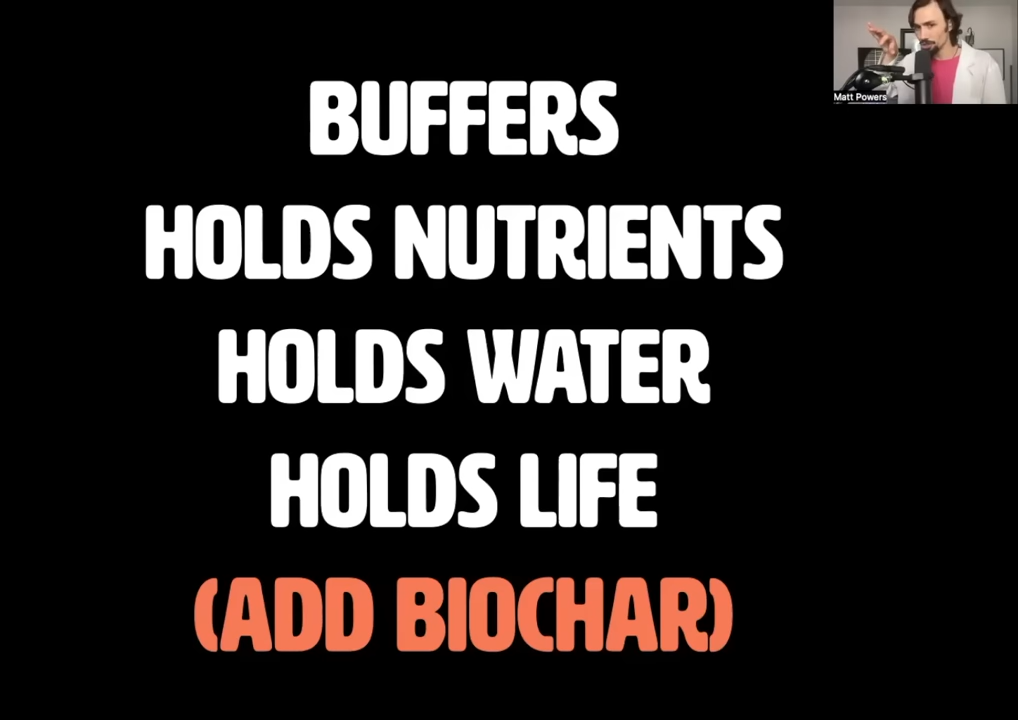 BUFFERS
HOLDS NUTRIENTS
HOLDS WATER
HOLDS LIFE
(ADD BIOCHAR)
Matt Powers